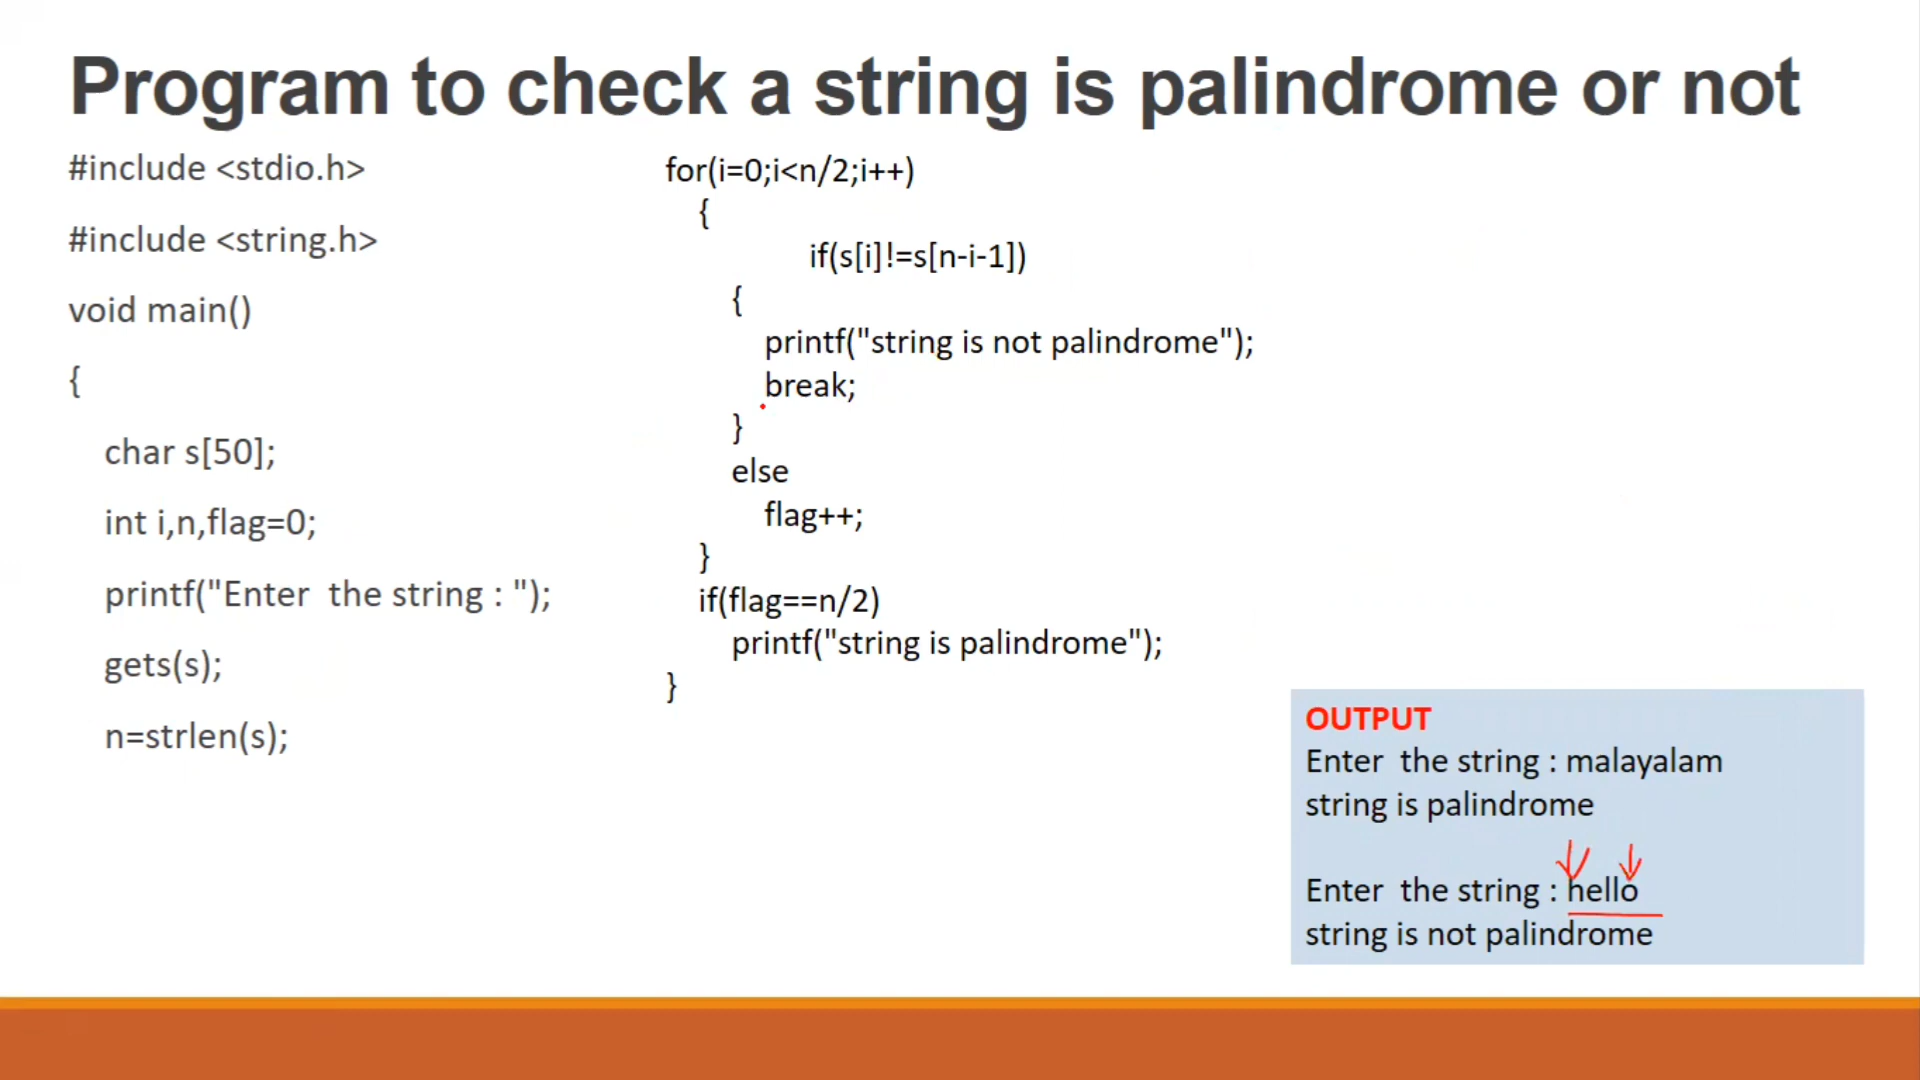 Program to check a string is palindrome or not
#include <stdio.h>
#include <string.h>
void main()
{
char s[50];
int i,n,flag=0;
printf("Enter  the string : ");
gets(s);
n=strlen(s);
for(i=0;i<n/2;i++)
{
if(s[i]!=s[n-i-1])
{
printf("string is not palindrome");
break;
}
else
flag++;
}
if(flag==n/2)
printf("string is palindrome");
}
OUTPUT
Enter  the string : malayalam
string is palindrome
Enter  the string : hello
string is not palindrome